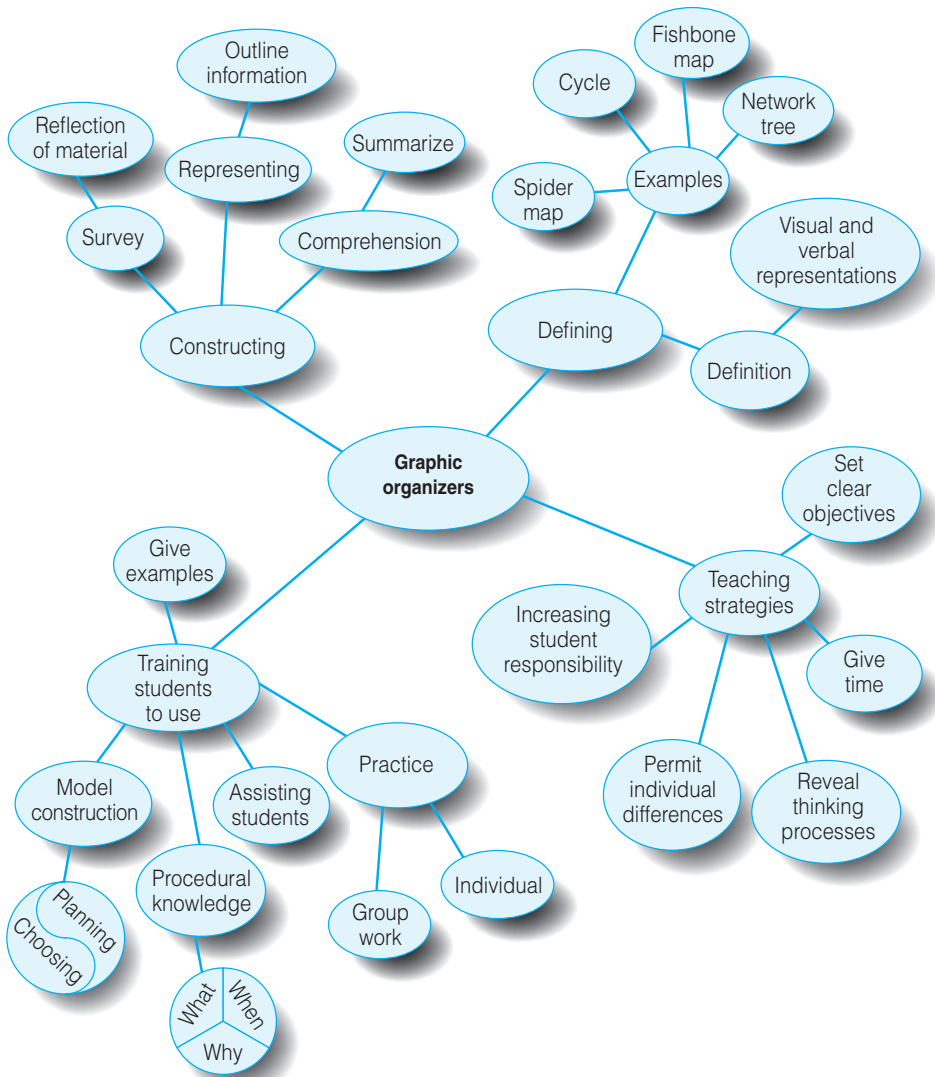 Outline
information
Reflection
of material
Representing
Summarize
Survey
Comprehension
Constructing
Fishbone
map
Cycle
Network
tree
Spider
map
Examples
Visual and
verbal
representations
Defining
Definition
Graphic
organizers
Set
clear
objectives
Teaching
strategies
Increasing
student
responsibility
Give
time
Permit
individual
differences
Reveal
thinking
processes
Give
examples
Training
students
to use
Practice
Model
construction
Assisting
students
Procedural
knowledge
Individual
Group
work
Planning
Choosing
What
When
Why